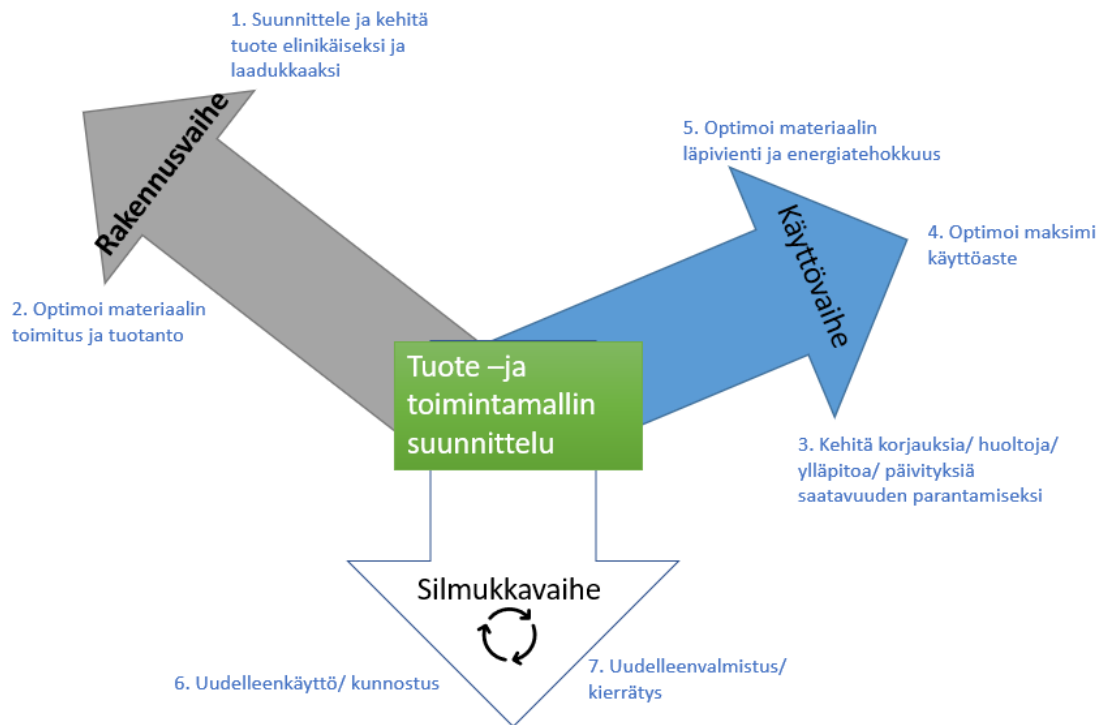 1. Suunnittele ja kehitä
tuote elinikäiseksi ja
laadukkaaksi
Rakennusvaihe
2. Optimoi materiaalin
toimitus ja tuotanto
5. Optimoi materiaalin
läpivienti ja energiatehokkuus
Käyttövaihe
4. Optimoi maksimi
käyttöaste
3. Kehitä korjauksia/ huoltoja/
ylläpitoa/ päivityksiä
saatavuuden parantamiseksi
Tuote –ja
toimintamallin
suunnittelu
Silmukkavaihe
6. Uudelleenkäyttö/ kunnostus
7. Uudelleenvalmistus/
kierrätys